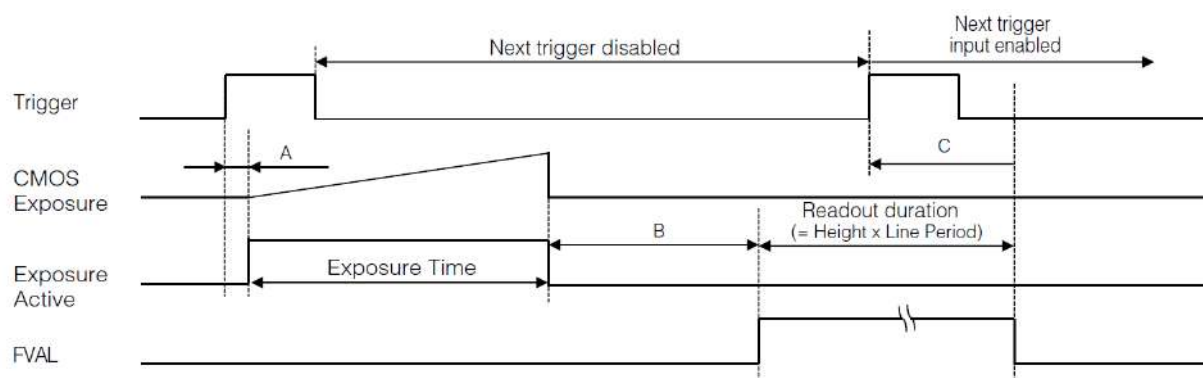 Next trigger disabled
Next trigger
input enabled
Trigger
A
C
CMOS
Exposure
B
Readout duration
(= Height x Line Period)
Exposure Time
Exposure
Active
FVAL